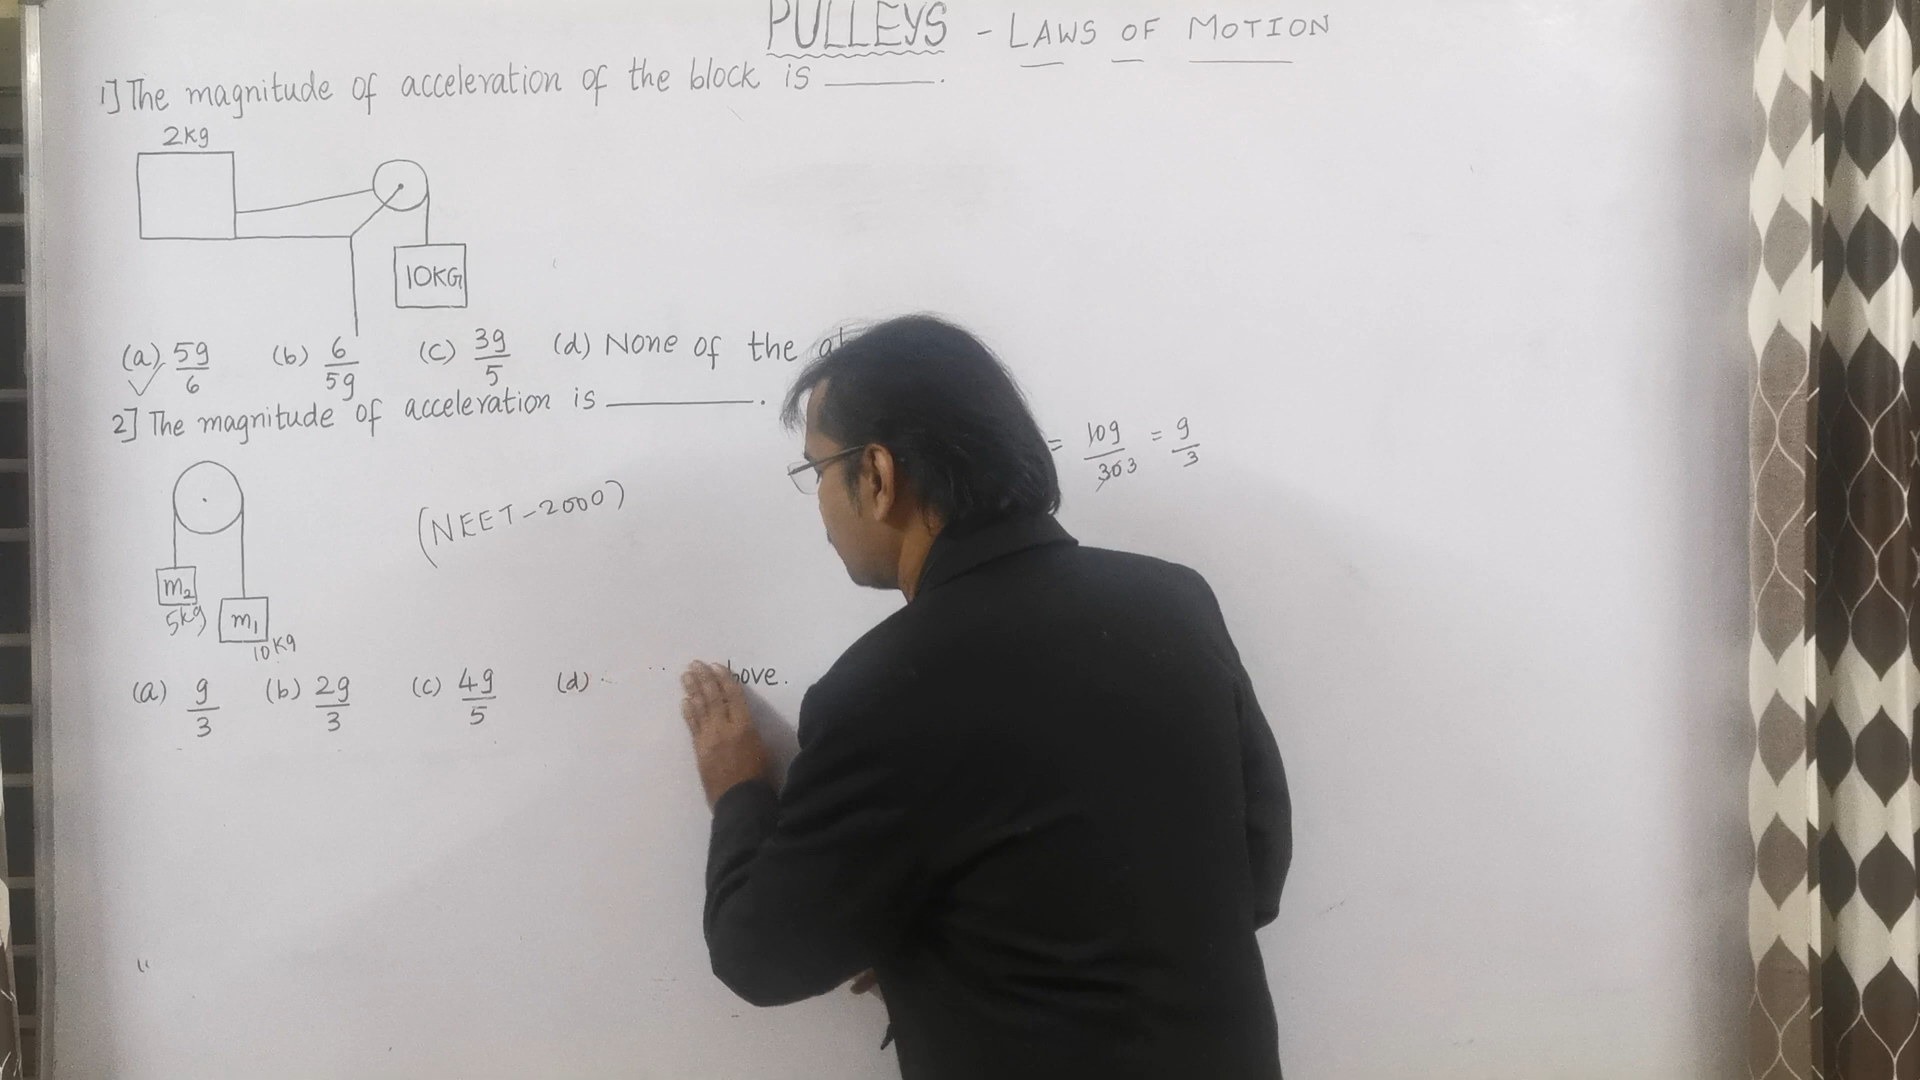 PULLEYS - LAWS OF MOTION
1] The magnitude of acceleration of the block is ______.
2kg
10KG
(a) 5g/6 (b) 6/5g (c) 3g/5 (d) None of the
2] The magnitude of acceleration is ______.
= 10g/303 = g/3
(NEET-2000)
m2
5kg
m1
10kg
(a) g/3 (b) 2g/3 (c) 4g/5 (d) bove.